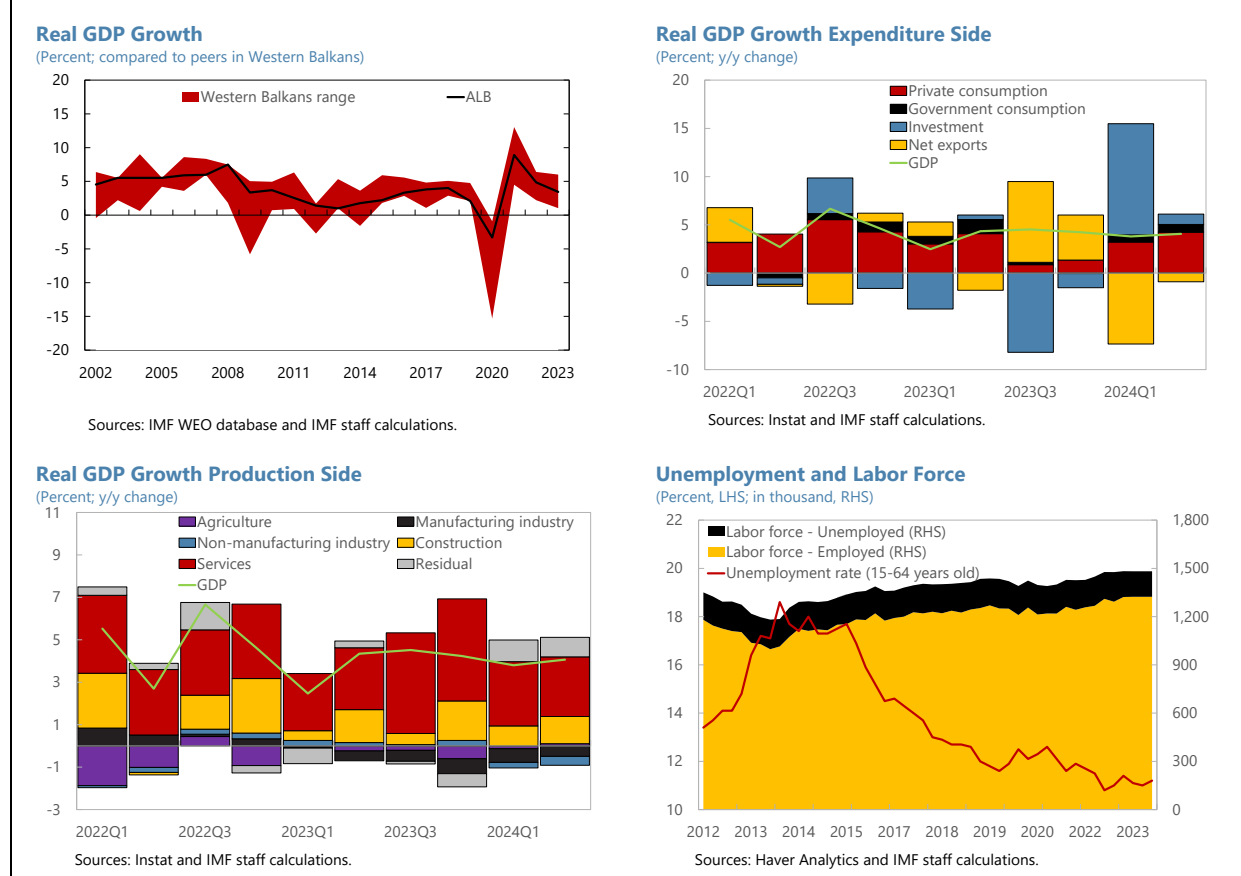 Real GDP Growth
(Percent; compared to peers in Western Balkans)
20
15
10
5
0
-5
-10
-15
-20
Western Balkans range
ALB
2002 2005 2008 2011 2014 2017 2020 2023
Sources: IMF WEO database and IMF staff calculations.
Real GDP Growth Expenditure Side
(Percent; y/y change)
20
15
10
5
0
-5
-10
Private consumption
Government consumption
Investment
Net exports
GDP
2022Q1 2022Q3 2023Q1 2023Q3 2024Q1
Sources: Instat and IMF staff calculations.
Real GDP Growth Production Side
(Percent; y/y change)
11
9
7
5
3
1
-1
-3
Agriculture Manufacturing industry
Non-manufacturing industry Construction
Services Residual
GDP
2022Q1 2022Q3 2023Q1 2023Q3 2024Q1
Sources: Instat and IMF staff calculations.
Unemployment and Labor Force
(Percent, LHS; in thousand, RHS)
22
20
18
16
14
12
10
Labor force - Unemployed (RHS)
Labor force - Employed (RHS)
Unemployment rate (15-64 years old)
1,800
1,500
1,200
900
600
300
0
2012 2013 2014 2015 2016 2018 2019 2020 2022 2023
Sources: Haver Analytics and IMF staff calculations.